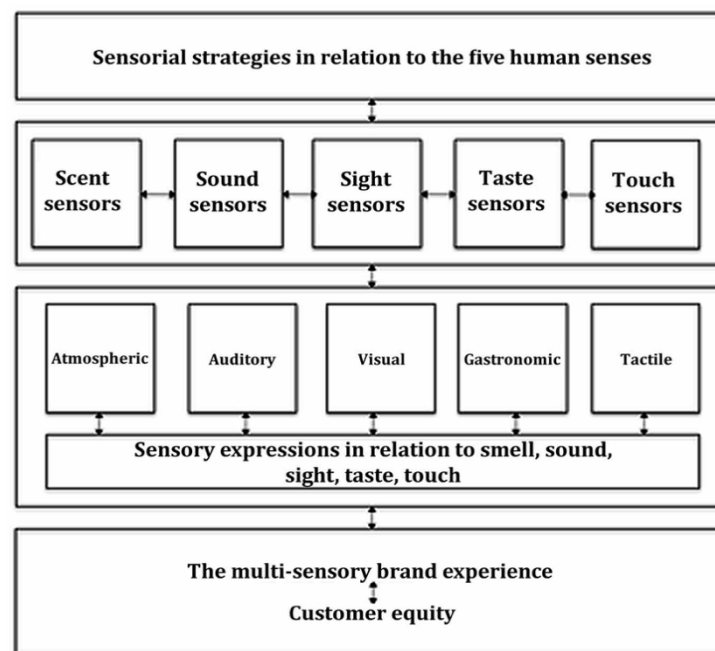 Sensorial strategies in relation to the five human senses
Scent
sensors
Sound
sensors
Sight
sensors
Taste
sensors
Touch
sensors
Atmospheric
Auditory
Visual
Gastronomic
Tactile
Sensory expressions in relation to smell, sound,
sight, taste, touch
The multi-sensory brand experience
Customer equity